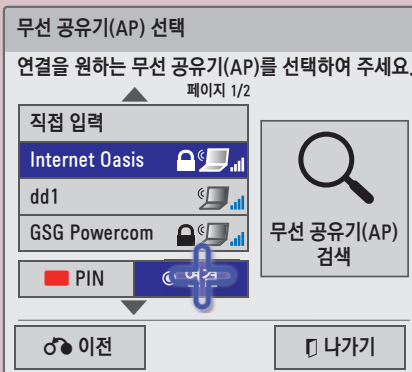 무선 공유기(AP) 선택
연결을 원하는 무선 공유기(AP)를 선택하여 주세요.
페이지 1/2
직접 입력
Internet Oasis
dd1
GSG Powercom
PIN
무선 공유기(AP)
검색
이전
나가기